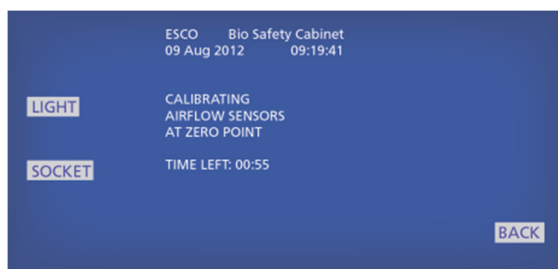 ESCO Bio Safety Cabinet
09 Aug 2012 09:19:41
LIGHT
CALIBRATING
AIRFLOW SENSORS
AT ZERO POINT
SOCKET
TIME LEFT: 00:55
BACK